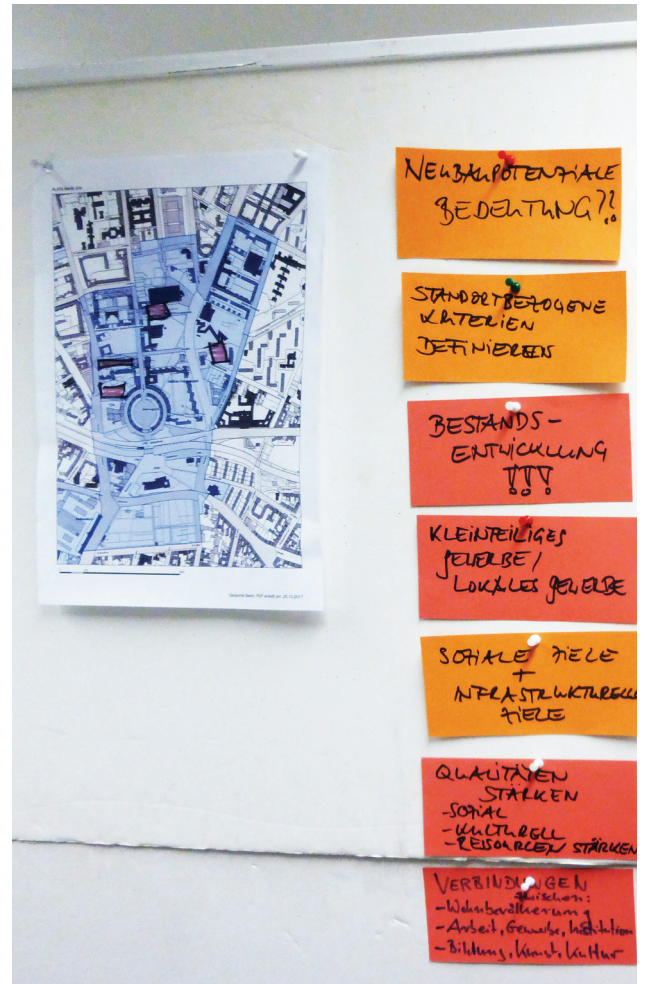 NEUBAUPOTENZIALE
BEDEUTUNG?!
STANDORTBEZOGENE
KRITERIEN
DEFINIEREN
BESTANDS-
ENTWICKLUNG
!!!
KLEINTEILIGES
GEWERBE/
LOKALES GEWERBE
SOZIALE ZIELE
+
INFRASTRUKTURELLE
ZIELE
QUALITÄTEN
STÄRKEN
-SOZIAL
-KULTURELL
-RESSOURCEN STÄRKEN
VERBINDUNGEN
zwischen:
-Wohnbevölkerung
-Arbeit, Gewerbe, Institution
-Bildung, Kunst, Kultur